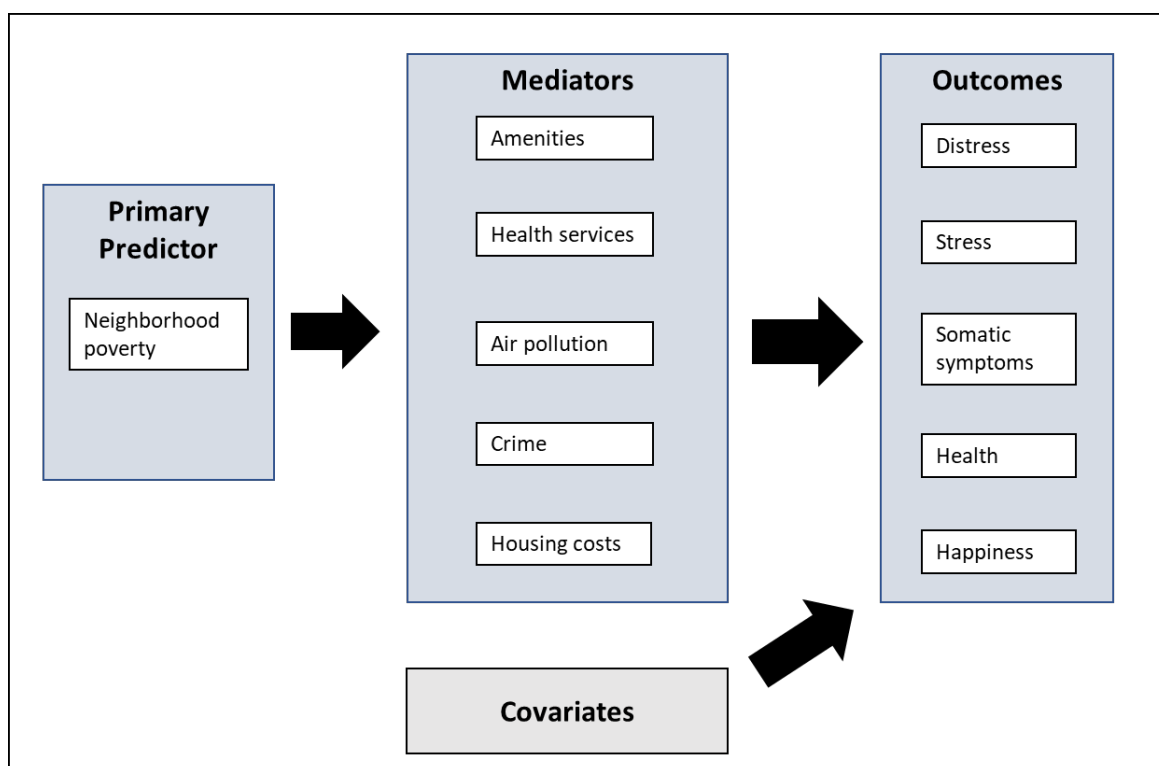 Primary
Predictor
Neighborhood
poverty
Mediators
Amenities
Health services
Air pollution
Crime
Housing costs
Outcomes
Distress
Stress
Somatic
symptoms
Health
Happiness
Covariates